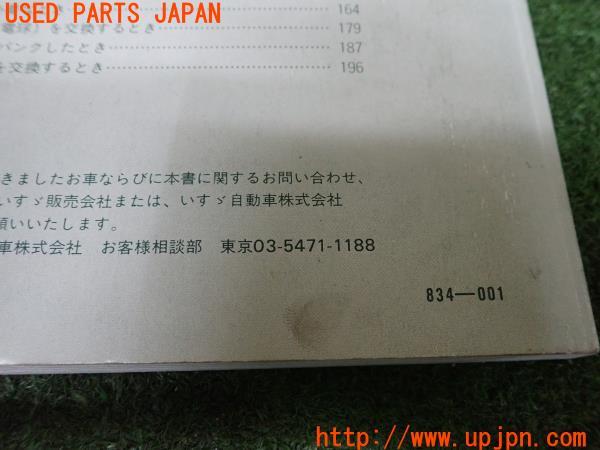 USED PARTS JAPAN
164
電球）を交換するとき 179
パンクしたとき 187
を交換するとき 196
きましたお車ならびに本書に関するお問い合わせ、
いすゞ販売会社または、いすゞ自動車株式会社
願いいたします。
車株式会社 お客様相談部 東京03-5471-1188
834—001
http://www.upjpn.com